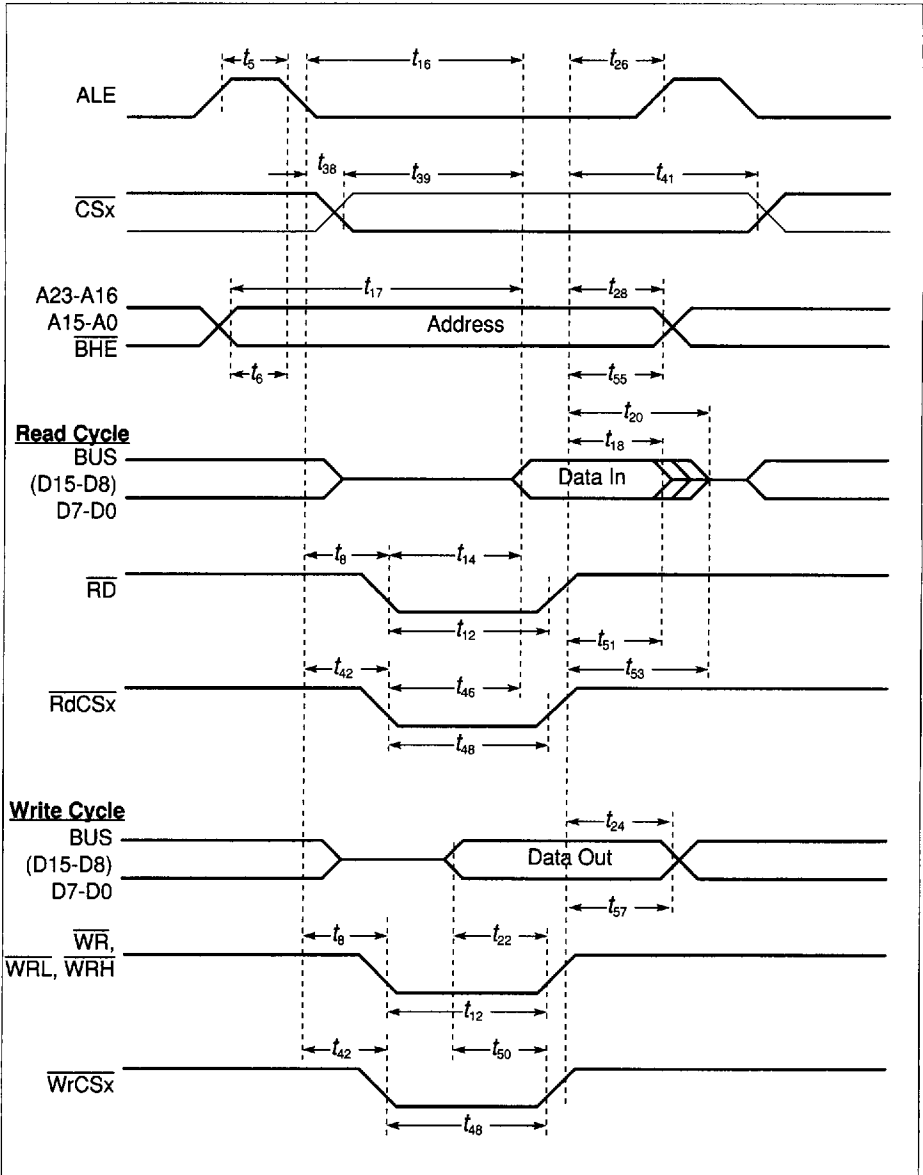 t5 t16 t26
ALE
t38 t39 t41
CSx
A23-A16 t17 t28
A15-A0 Address
BHE
t6 t55
t20
Read Cycle t18
BUS
(D15-D8) Data In
D7-D0
t8 t14
RD
t12 t51
t42 t46 t53
RdCSx
t48
Write Cycle
BUS t24
(D15-D8) Data Out
D7-D0 t57
WR, t8 t22
WRL, WRH
t12
t42 t50
WrCSx
t48